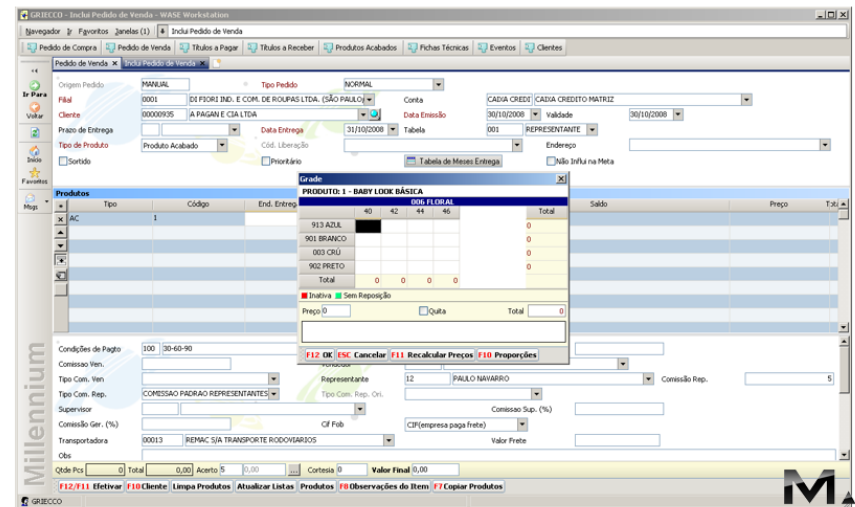 GRIECCO - Inclui Pedido de Venda - WASE Workstation
Navegador Ir Favoritos Janelas (1) Inclui Pedido de Venda
Pedido de Compra Pedido de Venda Títulos a Pagar Títulos a Receber Produtos Acabados Fichas Técnicas Eventos Clientes
Pedido de Venda Inclui Pedido de Venda
Ir Para
Voltar
Início
Favoritos
Msgs
Origem Pedido MANUAL Tipo Pedido NORMAL
Filial 0001 DI FIORI IND. E COM. DE ROUPAS LTDA. (SÃO PAULO) Conta CAIXA CREDI CAIXA CREDITO MATRIZ
Cliente 00000935 A PAGAN E CIA LTDA Data Emissão 30/10/2008 Validade 30/10/2008
Prazo de Entrega Data Entrega 31/10/2008 Tabela 001 REPRESENTANTE
Tipo de Produto Produto Acabado Cód. Liberação Endereço
Sortido Prioritário Tabela de Meses Entrega Não Influi na Meta
Produtos
Tipo Código End. Entreg Saldo Preço
AC 1
Grade
PRODUTO: 1 - BABY LOOK BÁSICA
006 FLORAL
40 42 44 46 Total
913 AZUL 0
901 BRANCO 0
003 CRÚ 0
902 PRETO 0
Total 0 0 0 0
Inativa Sem Reposição
Preço 0 Quita Total 0
F12 OK ESC Cancelar F11 Recalcular Preços F10 Proporções
Condições de Pagto 100 30-60-90
Comissao Ven.
Tipo Com. Ven Representante 12 PAULO NAVARRO Comissão Rep. 5
Tipo Com. Rep. COMISSAO PADRAO REPRESENTANTES Tipo Com. Rep. Ori.
Supervisor Comissao Sup. (%)
Comissão Ger. (%) Cif Fob CIF(empresa paga frete)
Transportadora 00013 REMAC S/A TRANSPORTE RODOVIARIOS Valor Frete
Obs
Qtde Pcs 0 Total 0,00 Acerto 5 0,00 ... Cortesia 0 Valor Final 0,00
F12/F11 Efetivar F10 Cliente Limpa Produtos Atualizar Listas Produtos F8 Observações do Item F7 Copiar Produtos
GRIECCO
Millennium
M